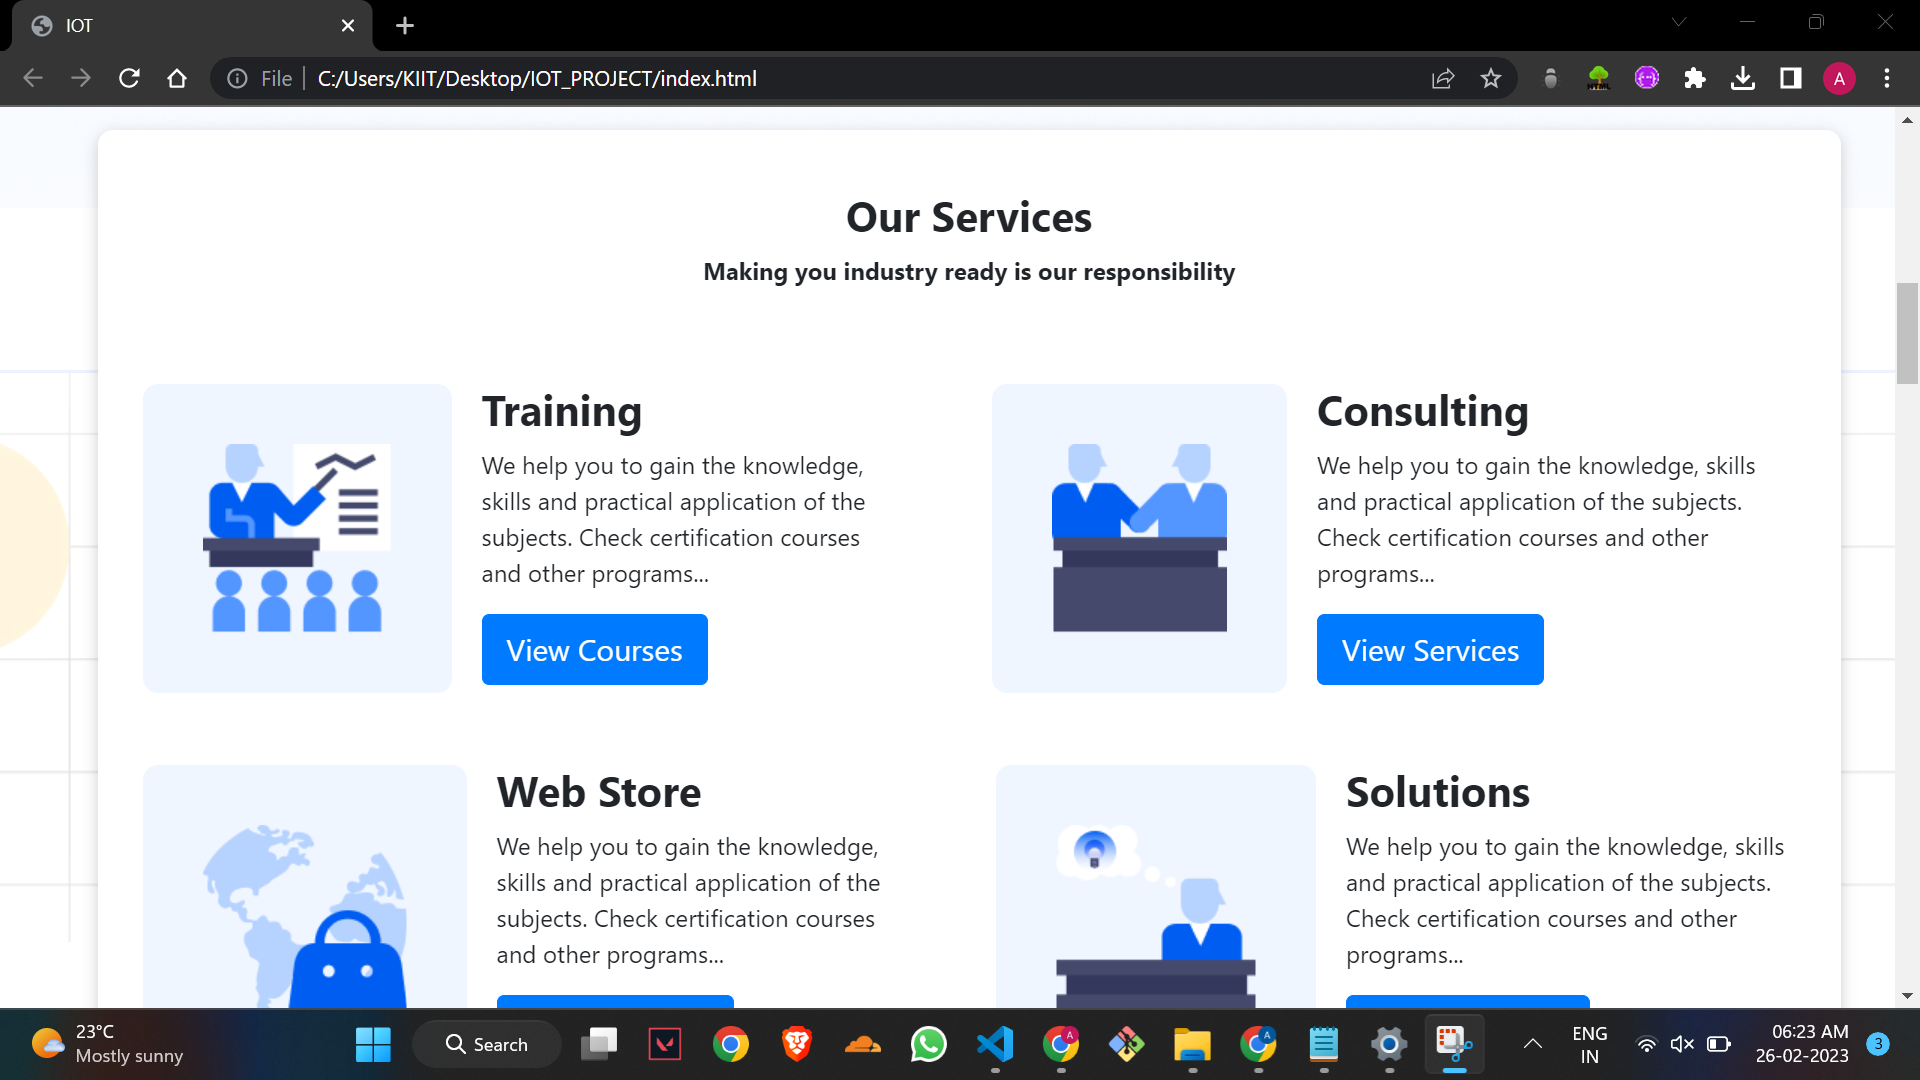 IOT
File
C:/Users/KIIT/Desktop/IOT_PROJECT/index.html
A
Our Services
Making you industry ready is our responsibility
Training
We help you to gain the knowledge,
skills and practical application of the
subjects. Check certification courses
and other programs...
View Courses
Consulting
We help you to gain the knowledge, skills
and practical application of the subjects.
Check certification courses and other
programs...
View Services
Web Store
We help you to gain the knowledge,
skills and practical application of the
subjects. Check certification courses
and other programs...
Solutions
We help you to gain the knowledge, skills
and practical application of the subjects.
Check certification courses and other
programs...
23°C
Mostly sunny
Search
A
A
ENG
IN
06:23 AM
26-02-2023
3